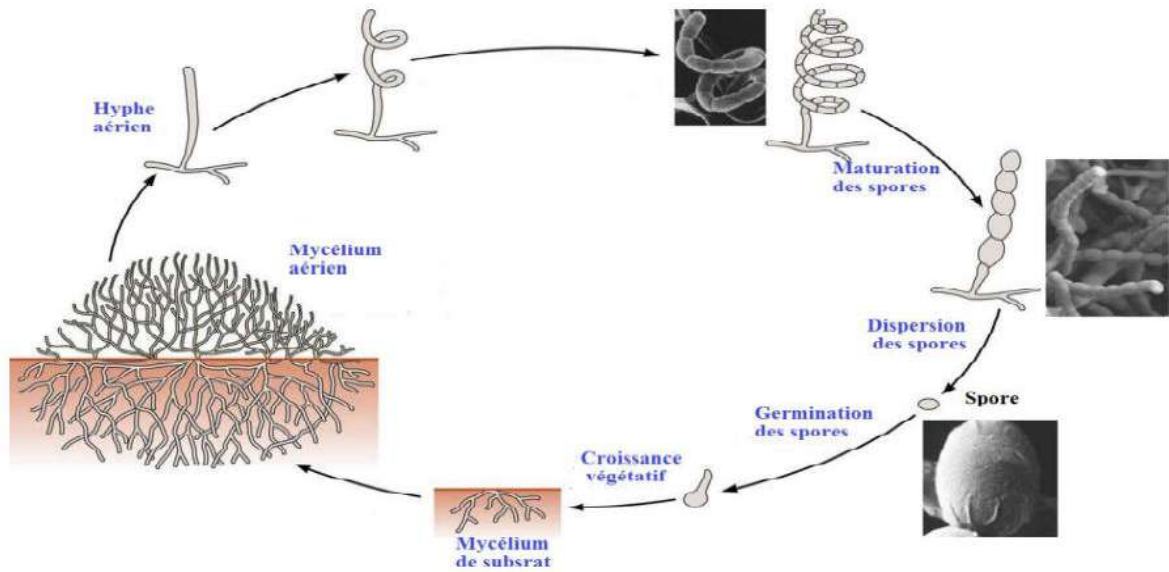 Hyphe
aérien
Maturation
des spores
Mycélium
aérien
Dispersion
des spores
Spore
Germination
des spores
Croissance
végétatif
Mycélium
de subsrat